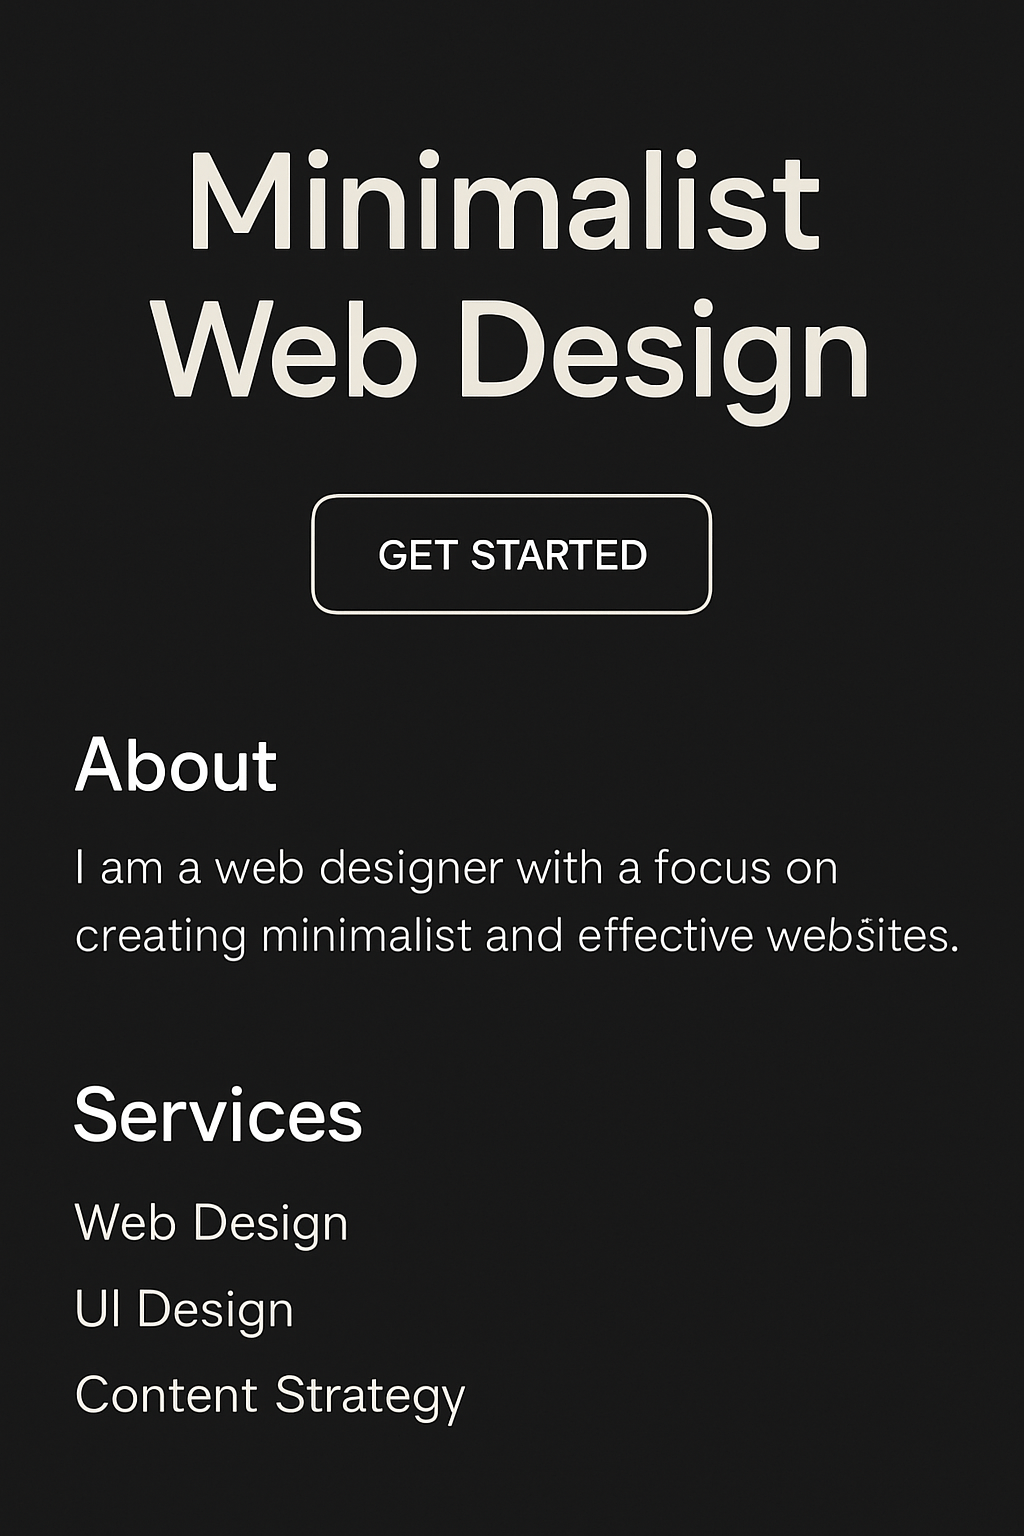 Minimalist
Web Design
GET STARTED
About
I am a web designer with a focus on
creating minimalist and effective websites.
Services
Web Design
UI Design
Content Strategy